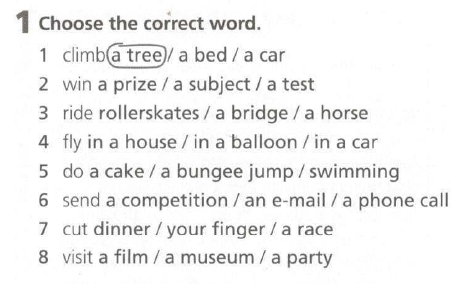 1 Choose the correct word.
1 climb a tree / a bed / a car
2 win a prize / a subject / a test
3 ride rollerskates / a bridge / a horse
4 fly in a house / in a balloon / in a car
5 do a cake / a bungee jump / swimming
6 send a competition / an e-mail / a phone call
7 cut dinner / your finger / a race
8 visit a film / a museum / a party